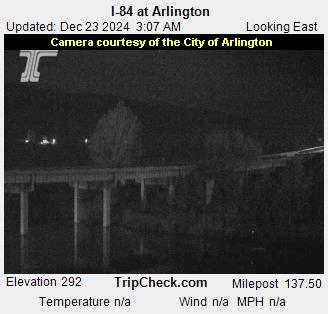 I-84 at Arlington
Updated: Dec 23 2024 3:07 AM Looking East
Camera courtesy of the City of Arlington
Elevation 292 TripCheck.com Milepost 137.50
Temperature n/a Wind n/a MPH n/a